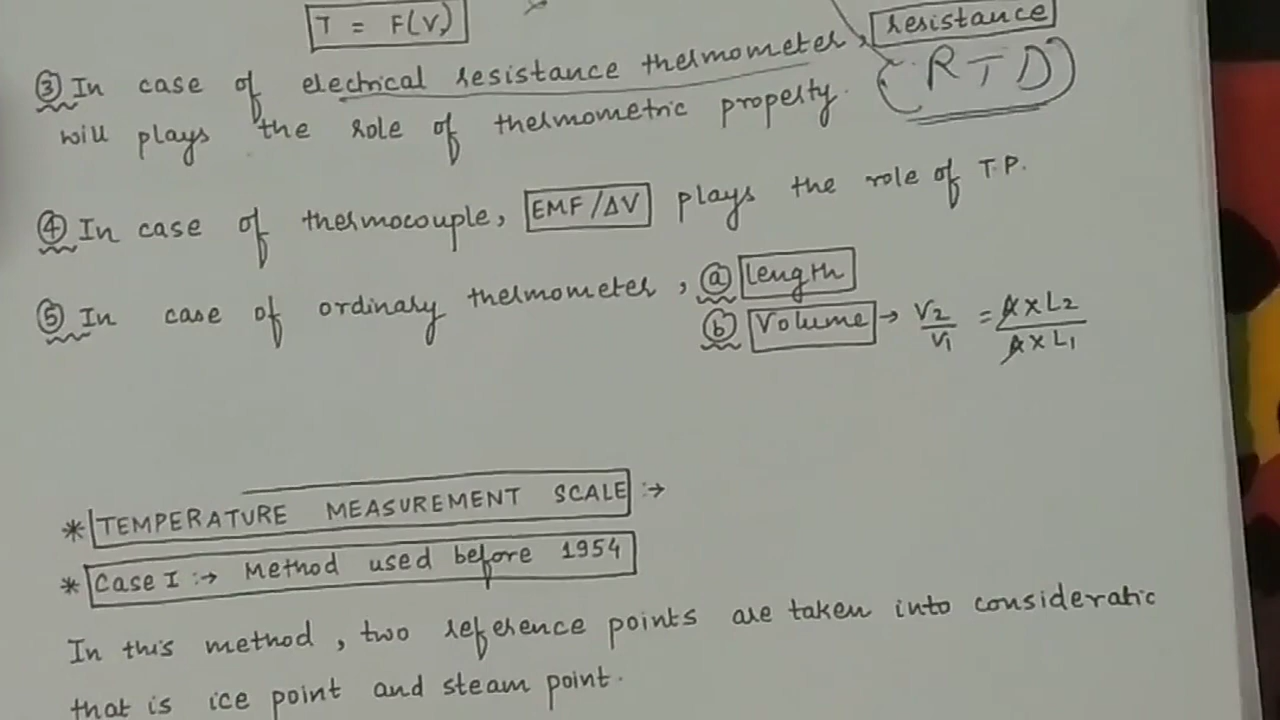 T = F(V)
③ In case of electrical resistance thermometer, resistance
(RTD)
will plays the role of thermometric property.
④ In case of thermocouple, EMF/ΔV plays the role of T.P.
⑤ In case of ordinary thermometer, ⓐ Length
ⓑ Volume → V2/V1 = A×L2/A×L1
* TEMPERATURE MEASUREMENT SCALE :→
* Case I :→ Method used before 1954
In this method, two reference points are taken into consideratic
that is ice point and steam point.